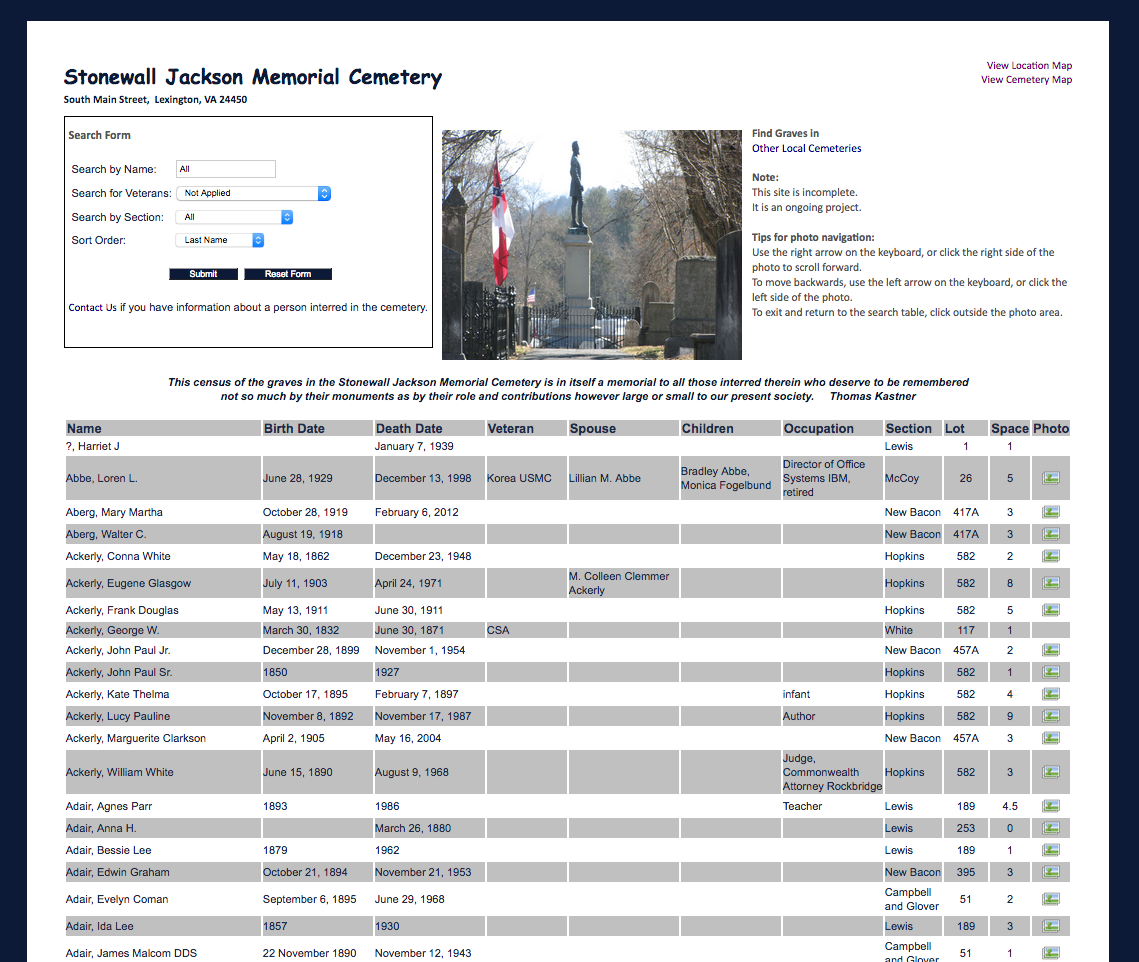 Stonewall Jackson Memorial Cemetery
South Main Street, Lexington, VA 24450
View Location Map
View Cemetery Map
Search Form
Search by Name: All
Search for Veterans: Not Applied
Search by Section: All
Sort Order: Last Name
Submit Reset Form
Contact Us if you have information about a person interred in the cemetery.
Find Graves in
Other Local Cemeteries
Note:
This site is incomplete.
It is an ongoing project.
Tips for photo navigation:
Use the right arrow on the keyboard, or click the right side of the
photo to scroll forward.
To move backwards, use the left arrow on the keyboard, or click the
left side of the photo.
To exit and return to the search table, click outside the photo area.
This census of the graves in the Stonewall Jackson Memorial Cemetery is in itself a memorial to all those interred therein who deserve to be remembered
not so much by their monuments as by their role and contributions however large or small to our present society. Thomas Kastner
Name Birth Date Death Date Veteran Spouse Children Occupation Section Lot Space Photo
?, Harriet J January 7, 1939 Lewis 1 1
Abbe, Loren L. June 28, 1929 December 13, 1998 Korea USMC Lillian M. Abbe Bradley Abbe, Monica Fogelbund Director of Office Systems IBM, retired McCoy 26 5
Aberg, Mary Martha October 28, 1919 February 6, 2012 New Bacon 417A 3
Aberg, Walter C. August 19, 1918 New Bacon 417A 3
Ackerly, Conna White May 18, 1862 December 23, 1948 Hopkins 582 2
Ackerly, Eugene Glasgow July 11, 1903 April 24, 1971 M. Colleen Clemmer Ackerly Hopkins 582 8
Ackerly, Frank Douglas May 13, 1911 June 30, 1911 Hopkins 582 5
Ackerly, George W. March 30, 1832 June 30, 1871 CSA White 117 1
Ackerly, John Paul Jr. December 28, 1899 November 1, 1954 New Bacon 457A 2
Ackerly, John Paul Sr. 1850 1927 Hopkins 582 1
Ackerly, Kate Thelma October 17, 1895 February 7, 1897 infant Hopkins 582 4
Ackerly, Lucy Pauline November 8, 1892 November 17, 1987 Author Hopkins 582 9
Ackerly, Marguerite Clarkson April 2, 1905 May 16, 2004 New Bacon 457A 3
Ackerly, William White June 15, 1890 August 9, 1968 Judge, Commonwealth Attorney Rockbridge Hopkins 582 3
Adair, Agnes Parr 1893 1986 Teacher Lewis 189 4.5
Adair, Anna H. March 26, 1880 Lewis 253 0
Adair, Bessie Lee 1879 1962 Lewis 189 1
Adair, Edwin Graham October 21, 1894 November 21, 1953 New Bacon 395 3
Adair, Evelyn Coman September 6, 1895 June 29, 1968 Campbell and Glover 51 2
Adair, Ida Lee 1857 1930 Lewis 189 3
Adair, James Malcom DDS 22 November 1890 November 12, 1943 Campbell and Glover 51 1